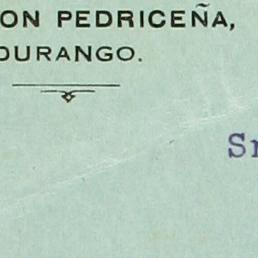 ON PEDRICEÑA,
DURANGO.
Sr